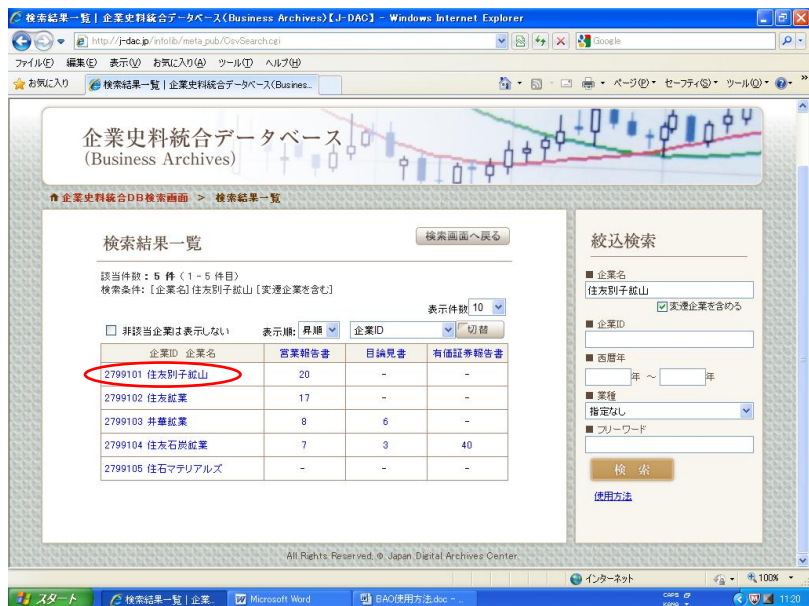 検索結果一覧 | 企業史料統合データベース(Business Archives)【J-DAC】 - Windows Internet Explorer
http://j-dac.jp/infolib/meta_pub/CsvSearch.cgi
Google
ファイル(F) 編集(E) 表示(V) お気に入り(A) ツール(T) ヘルプ(H)
お気に入り 検索結果一覧 | 企業史料統合データベース(Busines... ページ(P) セーフティ(S) ツール(O)
企業史料統合データベース
(Business Archives)
企業史料統合DB検索画面 > 検索結果一覧
検索結果一覧 検索画面へ戻る
該当件数: 5 件 (1 - 5 件目)
検索条件: [企業名]住友別子鉱山 [変遷企業を含む]
表示件数 10
非該当企業は表示しない 表示順: 昇順 企業ID 切替
企業ID 企業名 営業報告書 目論見書 有価証券報告書
2799101 住友別子鉱山 20 - -
2799102 住友鉱業 17 - -
2799103 井華鉱業 8 6 -
2799104 住友石炭鉱業 7 3 40
2799105 住石マテリアルズ - - -
絞込検索
■ 企業名
住友別子鉱山
変遷企業を含める
■ 企業ID
■ 西暦年
年 ~ 年
■ 業種
指定なし
■ フリーワード
検 索
使用方法
All Rights Reserved, © Japan Digital Archives Center
インターネット 100%
スタート 検索結果一覧 | 企業... Microsoft Word BAO使用方法.doc - ... CAPS KANA 11:20